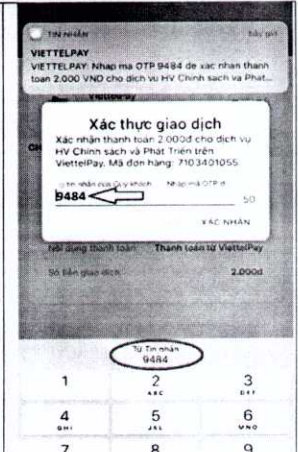 TIN NHẮN bây giờ
VIETTELPAY
VIETTELPAY: Nhap ma OTP 9484 de xac nhan thanh
toan 2.000 VND cho dich vu HV Chinh sach va Phat...
Xác thực giao dịch
Xác nhận thanh toán 2.000đ cho dịch vụ
HV Chính sách và Phát Triển trên
ViettelPay. Mã đơn hàng: 7103401055.
9484
50
XÁC NHẬN
Nội dung thanh toán Thanh toán từ ViettelPay
Số tiền giao dịch 2.000đ
Từ Tin nhắn
9484
1 2 3
ABC DEF
4 5 6
GHI JKL MNO
7 8 9